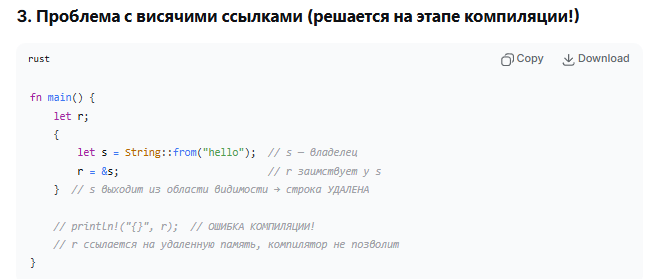 3. Проблема с висячими ссылками (решается на этапе компиляции!)
rust
Copy
Download
fn main() {
    let r;
    {
        let s = String::from("hello");  // s — владелец
        r = &s;                         // r заимствует у s
    }  // s выходит из области видимости → строка УДАЛЕНА

    // println!("{}", r);  // ОШИБКА КОМПИЛЯЦИИ!
    // r ссылается на удаленную память, компилятор не позволит
}